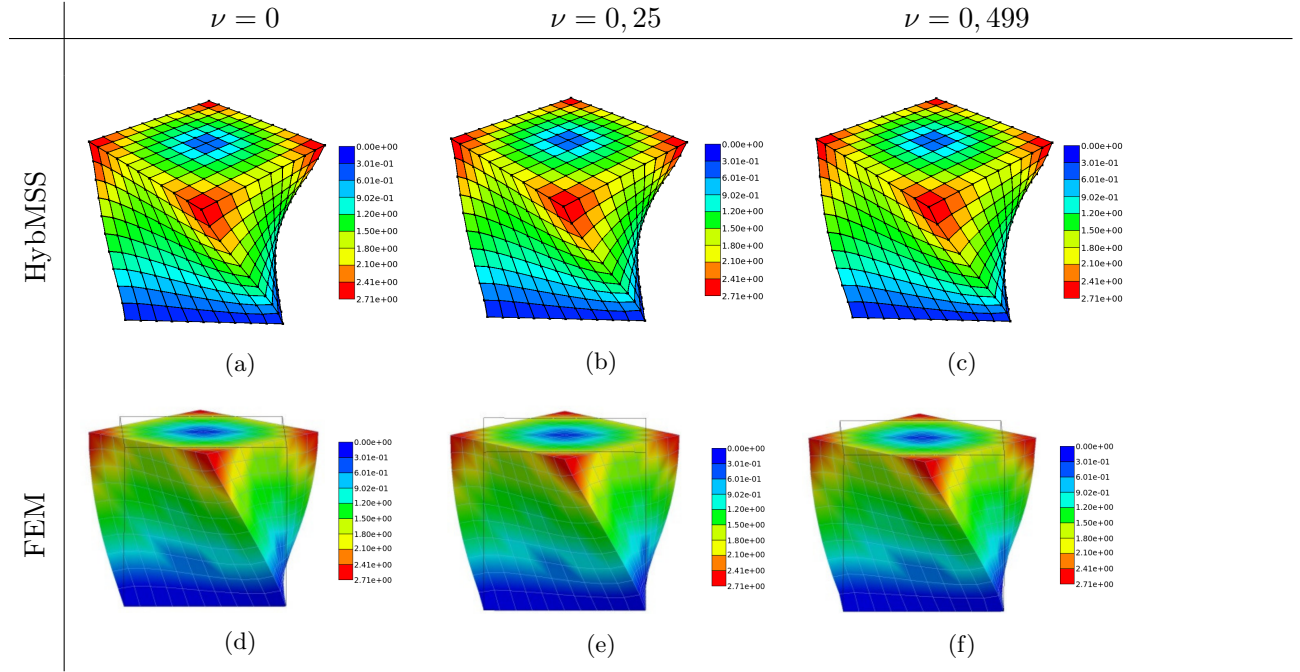 ν = 0
ν = 0, 25
ν = 0, 499
HybMSS
0.00e+00
3.01e-01
6.01e-01
9.02e-01
1.20e+00
1.50e+00
1.80e+00
2.10e+00
2.41e+00
2.71e+00
0.00e+00
3.01e-01
6.01e-01
9.02e-01
1.20e+00
1.50e+00
1.80e+00
2.10e+00
2.41e+00
2.71e+00
0.00e+00
3.01e-01
6.01e-01
9.02e-01
1.20e+00
1.50e+00
1.80e+00
2.10e+00
2.41e+00
2.71e+00
(a)
(b)
(c)
FEM
0.00e+00
3.01e-01
6.01e-01
9.02e-01
1.20e+00
1.50e+00
1.80e+00
2.10e+00
2.41e+00
2.71e+00
0.00e+00
3.01e-01
6.01e-01
9.02e-01
1.20e+00
1.50e+00
1.80e+00
2.10e+00
2.41e+00
2.71e+00
0.00e+00
3.01e-01
6.01e-01
9.02e-01
1.20e+00
1.50e+00
1.80e+00
2.10e+00
2.41e+00
2.71e+00
(d)
(e)
(f)